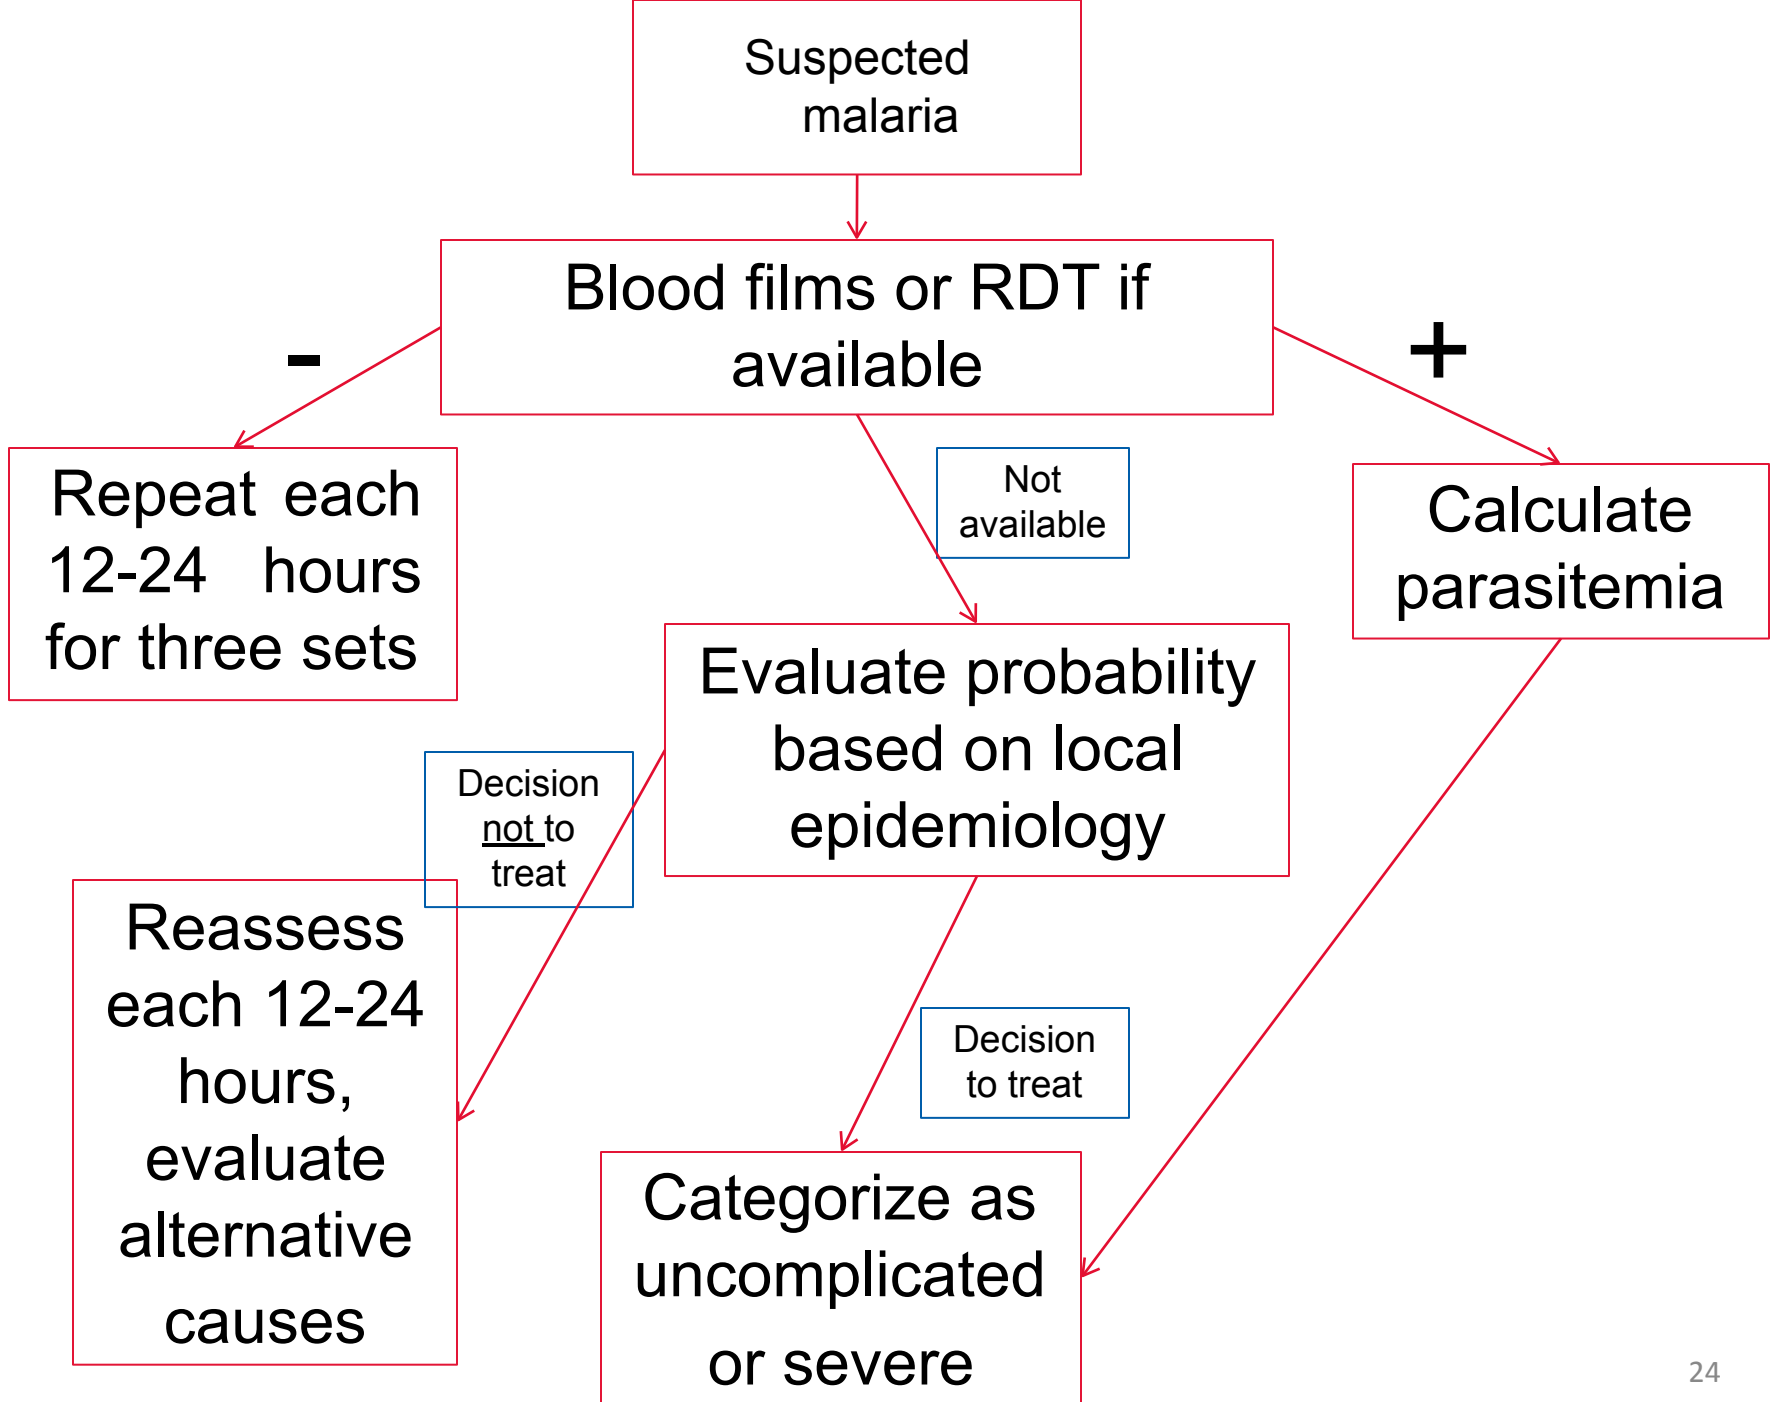 Suspected
malaria
Blood films or RDT if
available
-
+
Repeat each
12-24 hours
for three sets
Not
available
Calculate
parasitemia
Evaluate probability
based on local
epidemiology
Decision
not to
treat
Reassess
each 12-24
hours,
evaluate
alternative
causes
Decision
to treat
Categorize as
uncomplicated
or severe
24